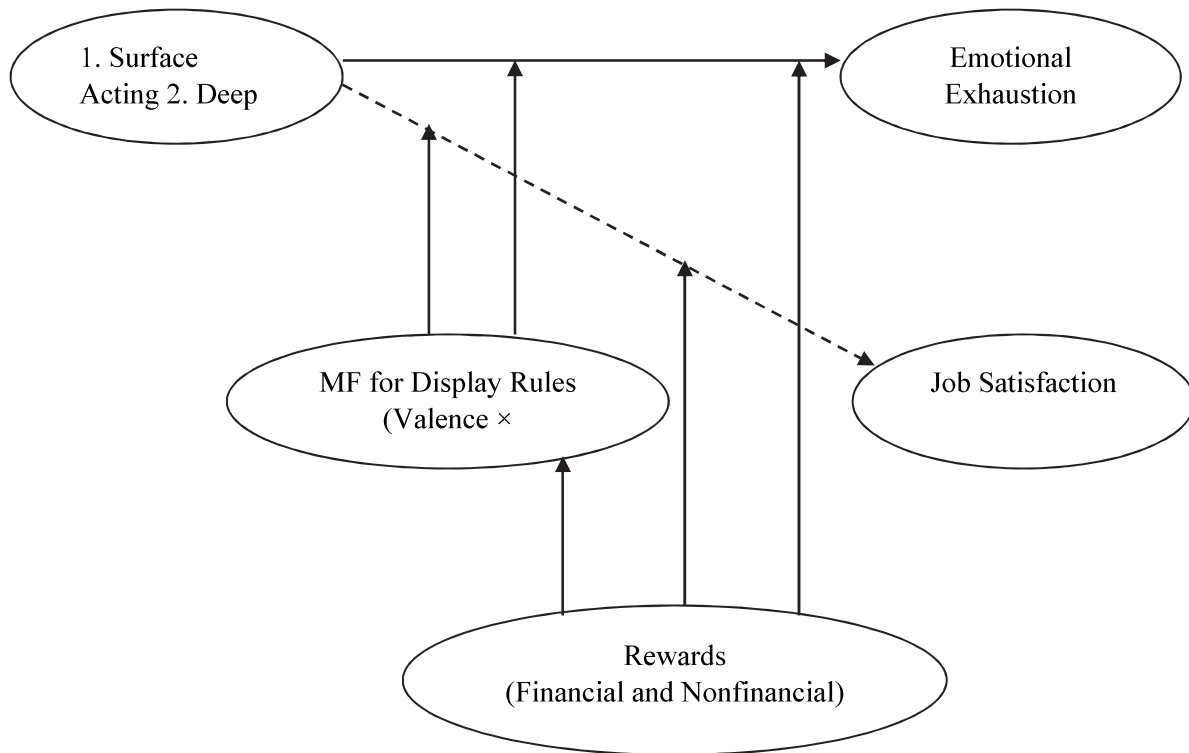 1. Surface
Acting 2. Deep
Emotional
Exhaustion
MF for Display Rules
(Valence ×
Job Satisfaction
Rewards
(Financial and Nonfinancial)